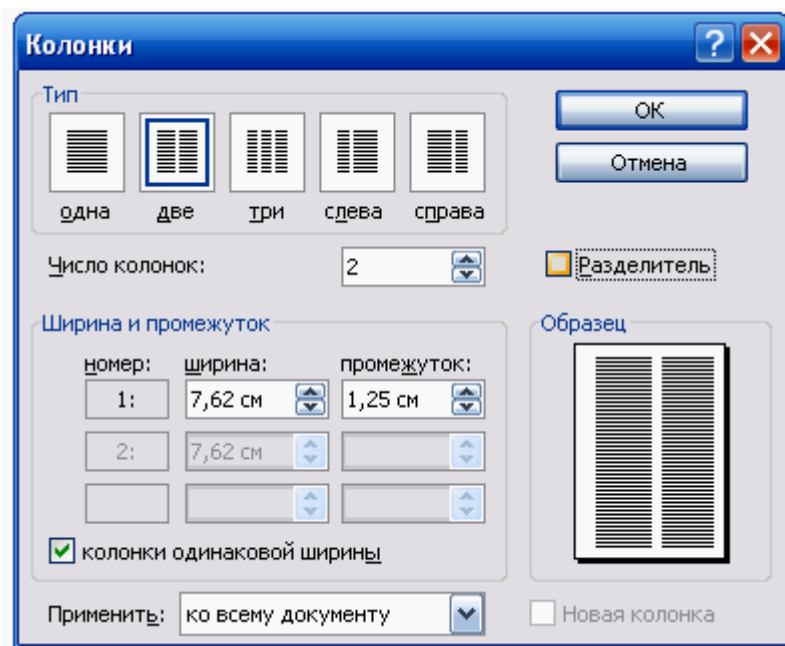 Колонки
Тип
одна две три слева справа
ОК
Отмена
Число колонок: 2
Разделитель
Ширина и промежуток
номер: ширина: промежуток:
1: 7,62 см 1,25 см
2: 7,62 см
колонки одинаковой ширины
Образец
Применить: ко всему документу
Новая колонка